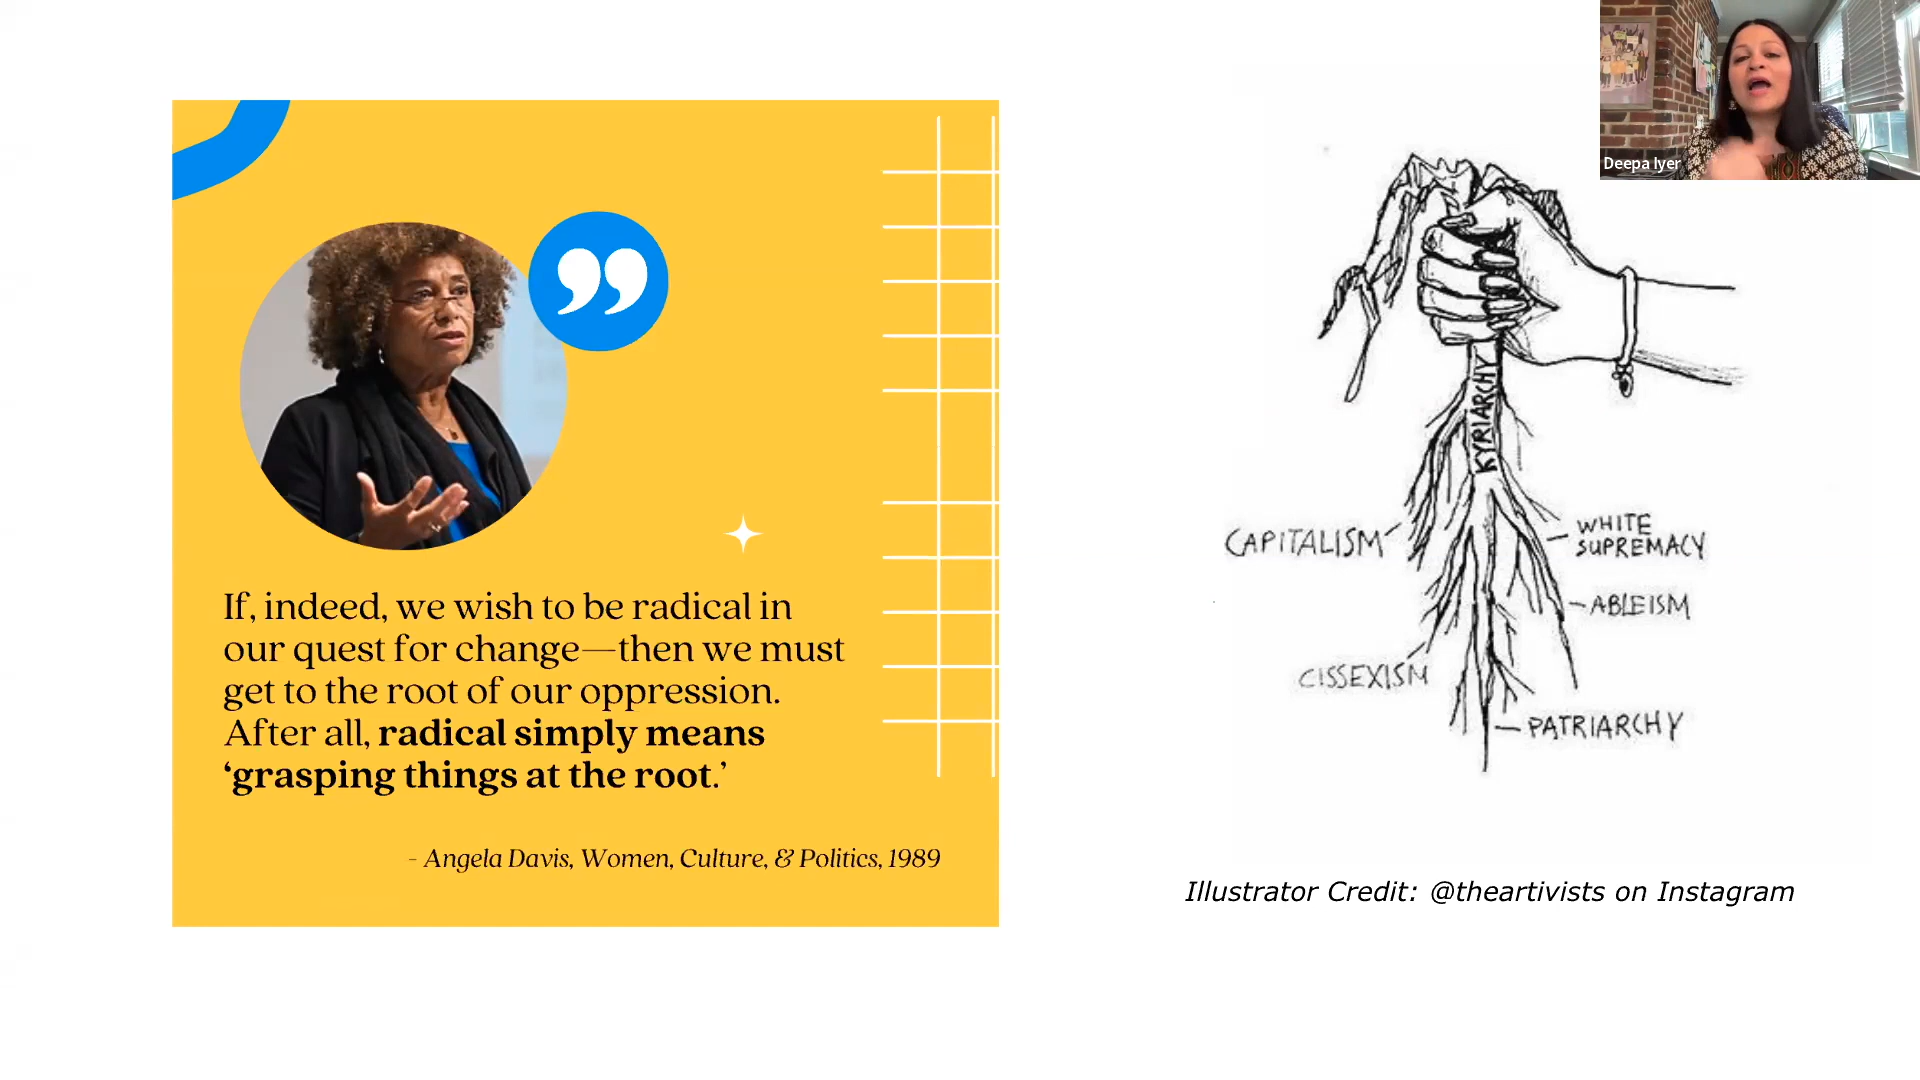 Deepa Iyer
If, indeed, we wish to be radical in
our quest for change—then we must
get to the root of our oppression.
After all, radical simply means
‘grasping things at the root.’
- Angela Davis, Women, Culture, & Politics, 1989
KYRIARCHY
CAPITALISM
WHITE
SUPREMACY
ABLEISM
CISSEXISM
PATRIARCHY
Illustrator Credit: @theartivists on Instagram